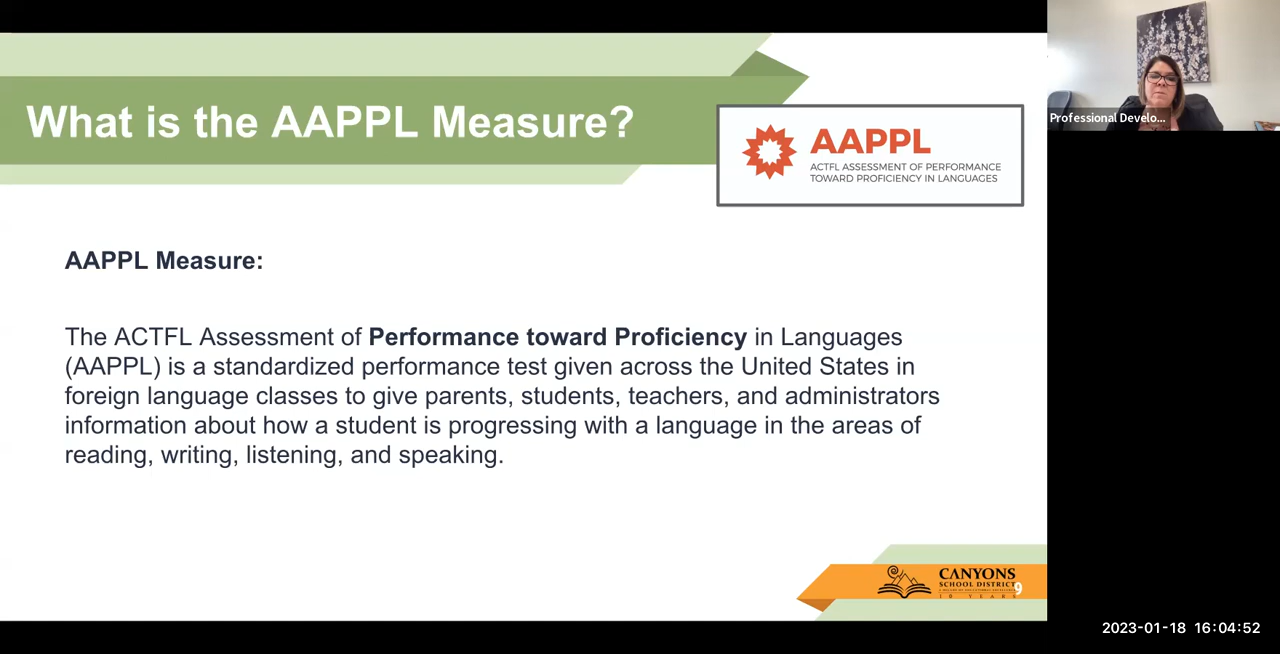 What is the AAPPL Measure?
AAPPL
ACTFL ASSESSMENT OF PERFORMANCE
TOWARD PROFICIENCY IN LANGUAGES
Professional Develo...
AAPPL Measure:
The ACTFL Assessment of Performance toward Proficiency in Languages
(AAPPL) is a standardized performance test given across the United States in
foreign language classes to give parents, students, teachers, and administrators
information about how a student is progressing with a language in the areas of
reading, writing, listening, and speaking.
CANYONS
SCHOOL DISTRICT
9
10 YEARS
2023-01-18 16:04:52